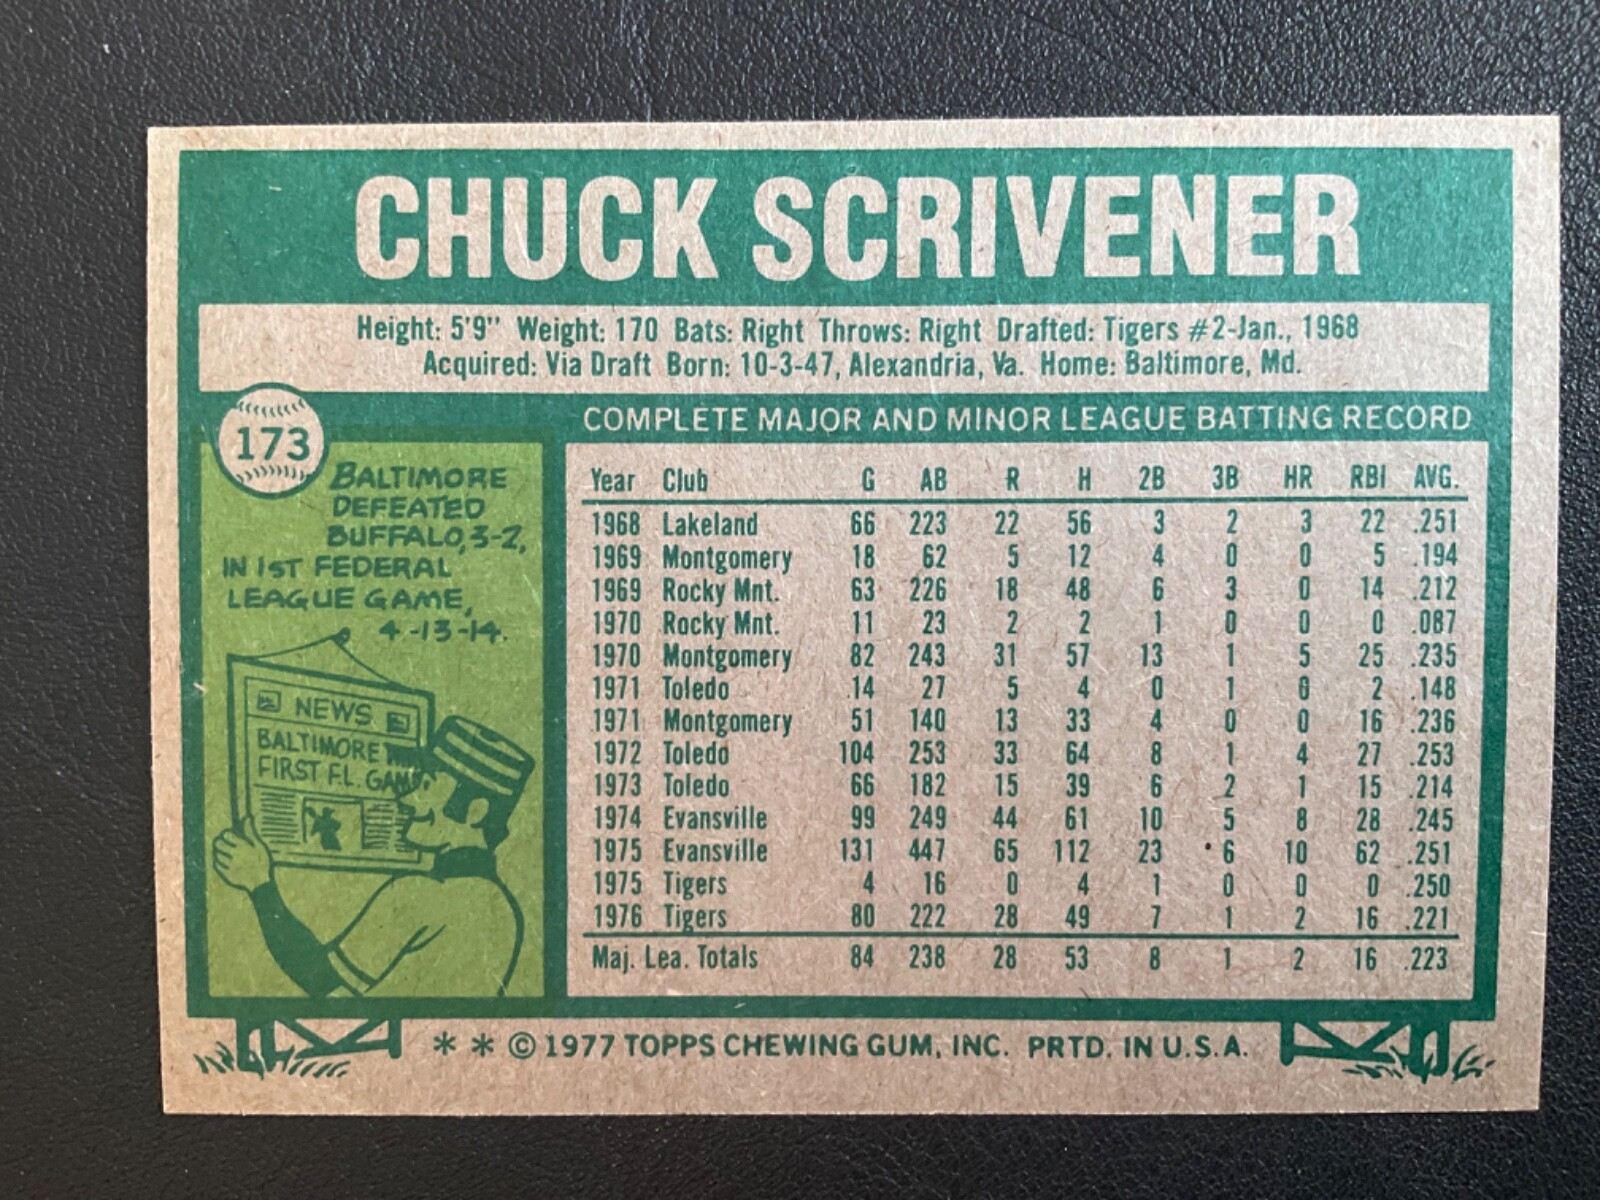 CHUCK SCRIVENER
Height: 5'9" Weight: 170 Bats: Right Throws: Right Drafted: Tigers #2-Jan., 1968
Acquired: Via Draft Born: 10-3-47, Alexandria, Va. Home: Baltimore, Md.
173
BALTIMORE
DEFEATED
BUFFALO, 3-2,
IN 1ST FEDERAL
LEAGUE GAME,
4-13-14.
NEWS
BALTIMORE
FIRST F.L. GAME
COMPLETE MAJOR AND MINOR LEAGUE BATTING RECORD
Year Club G AB R H 2B 3B HR RBI AVG.
1968 Lakeland 66 223 22 56 3 2 3 22 .251
1969 Montgomery 18 62 5 12 4 0 0 5 .194
1969 Rocky Mnt. 63 226 18 48 6 3 0 14 .212
1970 Rocky Mnt. 11 23 2 2 1 0 0 0 .087
1970 Montgomery 82 243 31 57 13 1 5 25 .235
1971 Toledo 14 27 5 4 0 1 0 2 .148
1971 Montgomery 51 140 13 33 4 0 0 16 .236
1972 Toledo 104 253 33 64 8 1 4 27 .253
1973 Toledo 66 182 15 39 6 2 1 15 .214
1974 Evansville 99 249 44 61 10 5 8 28 .245
1975 Evansville 131 447 65 112 23 6 10 62 .251
1975 Tigers 4 16 0 4 1 0 0 0 .250
1976 Tigers 80 222 28 49 7 1 2 16 .221
Maj. Lea. Totals 84 238 28 53 8 1 2 16 .223
* * © 1977 TOPPS CHEWING GUM, INC. PRTD. IN U.S.A.